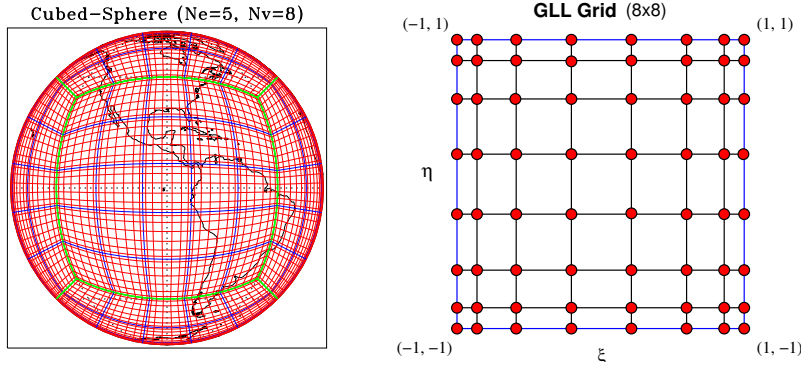 Cubed-Sphere (Ne=5, Nv=8)
GLL Grid (8x8)
(-1, 1)
(1, 1)
η
(-1, -1)
(1, -1)
ξ